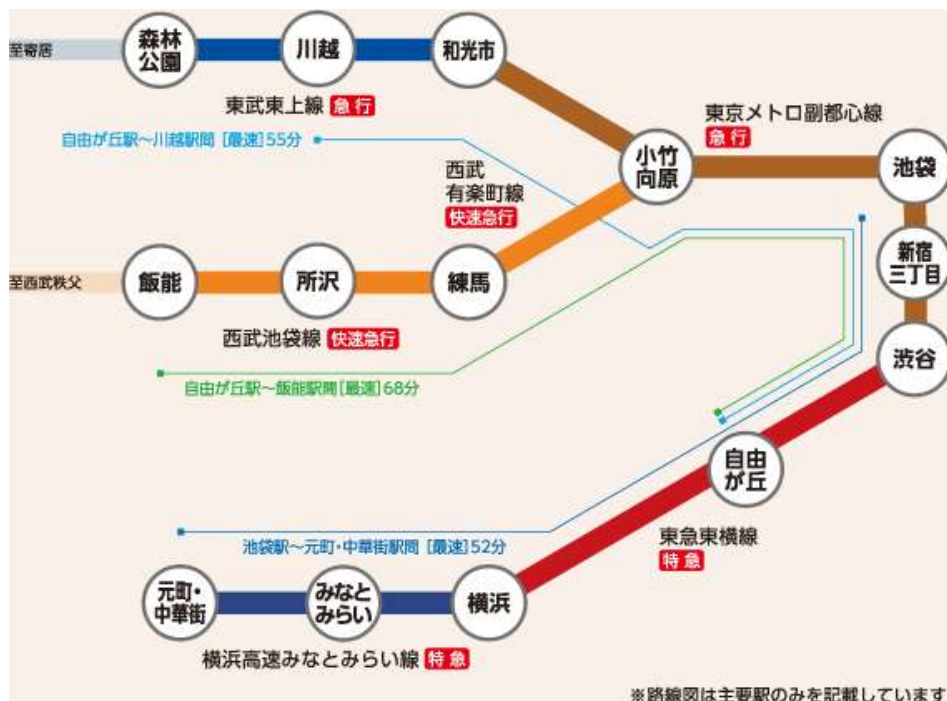 至寄居
森林
公園
川越
和光市
東武東上線 急行
自由が丘駅～川越駅間 [最速]55分
東京メトロ副都心線
急行
小竹
向原
池袋
西武
有楽町線
快速急行
新宿
三丁目
至西武秩父
飯能
所沢
練馬
西武池袋線 快速急行
渋谷
自由が丘駅～飯能駅間[最速]68分
自由
が丘
東急東横線
特急
池袋駅～元町・中華街駅間 [最速]52分
元町・
中華街
みなと
みらい
横浜
横浜高速みなとみらい線 特急
※路線図は主要駅のみを記載しています